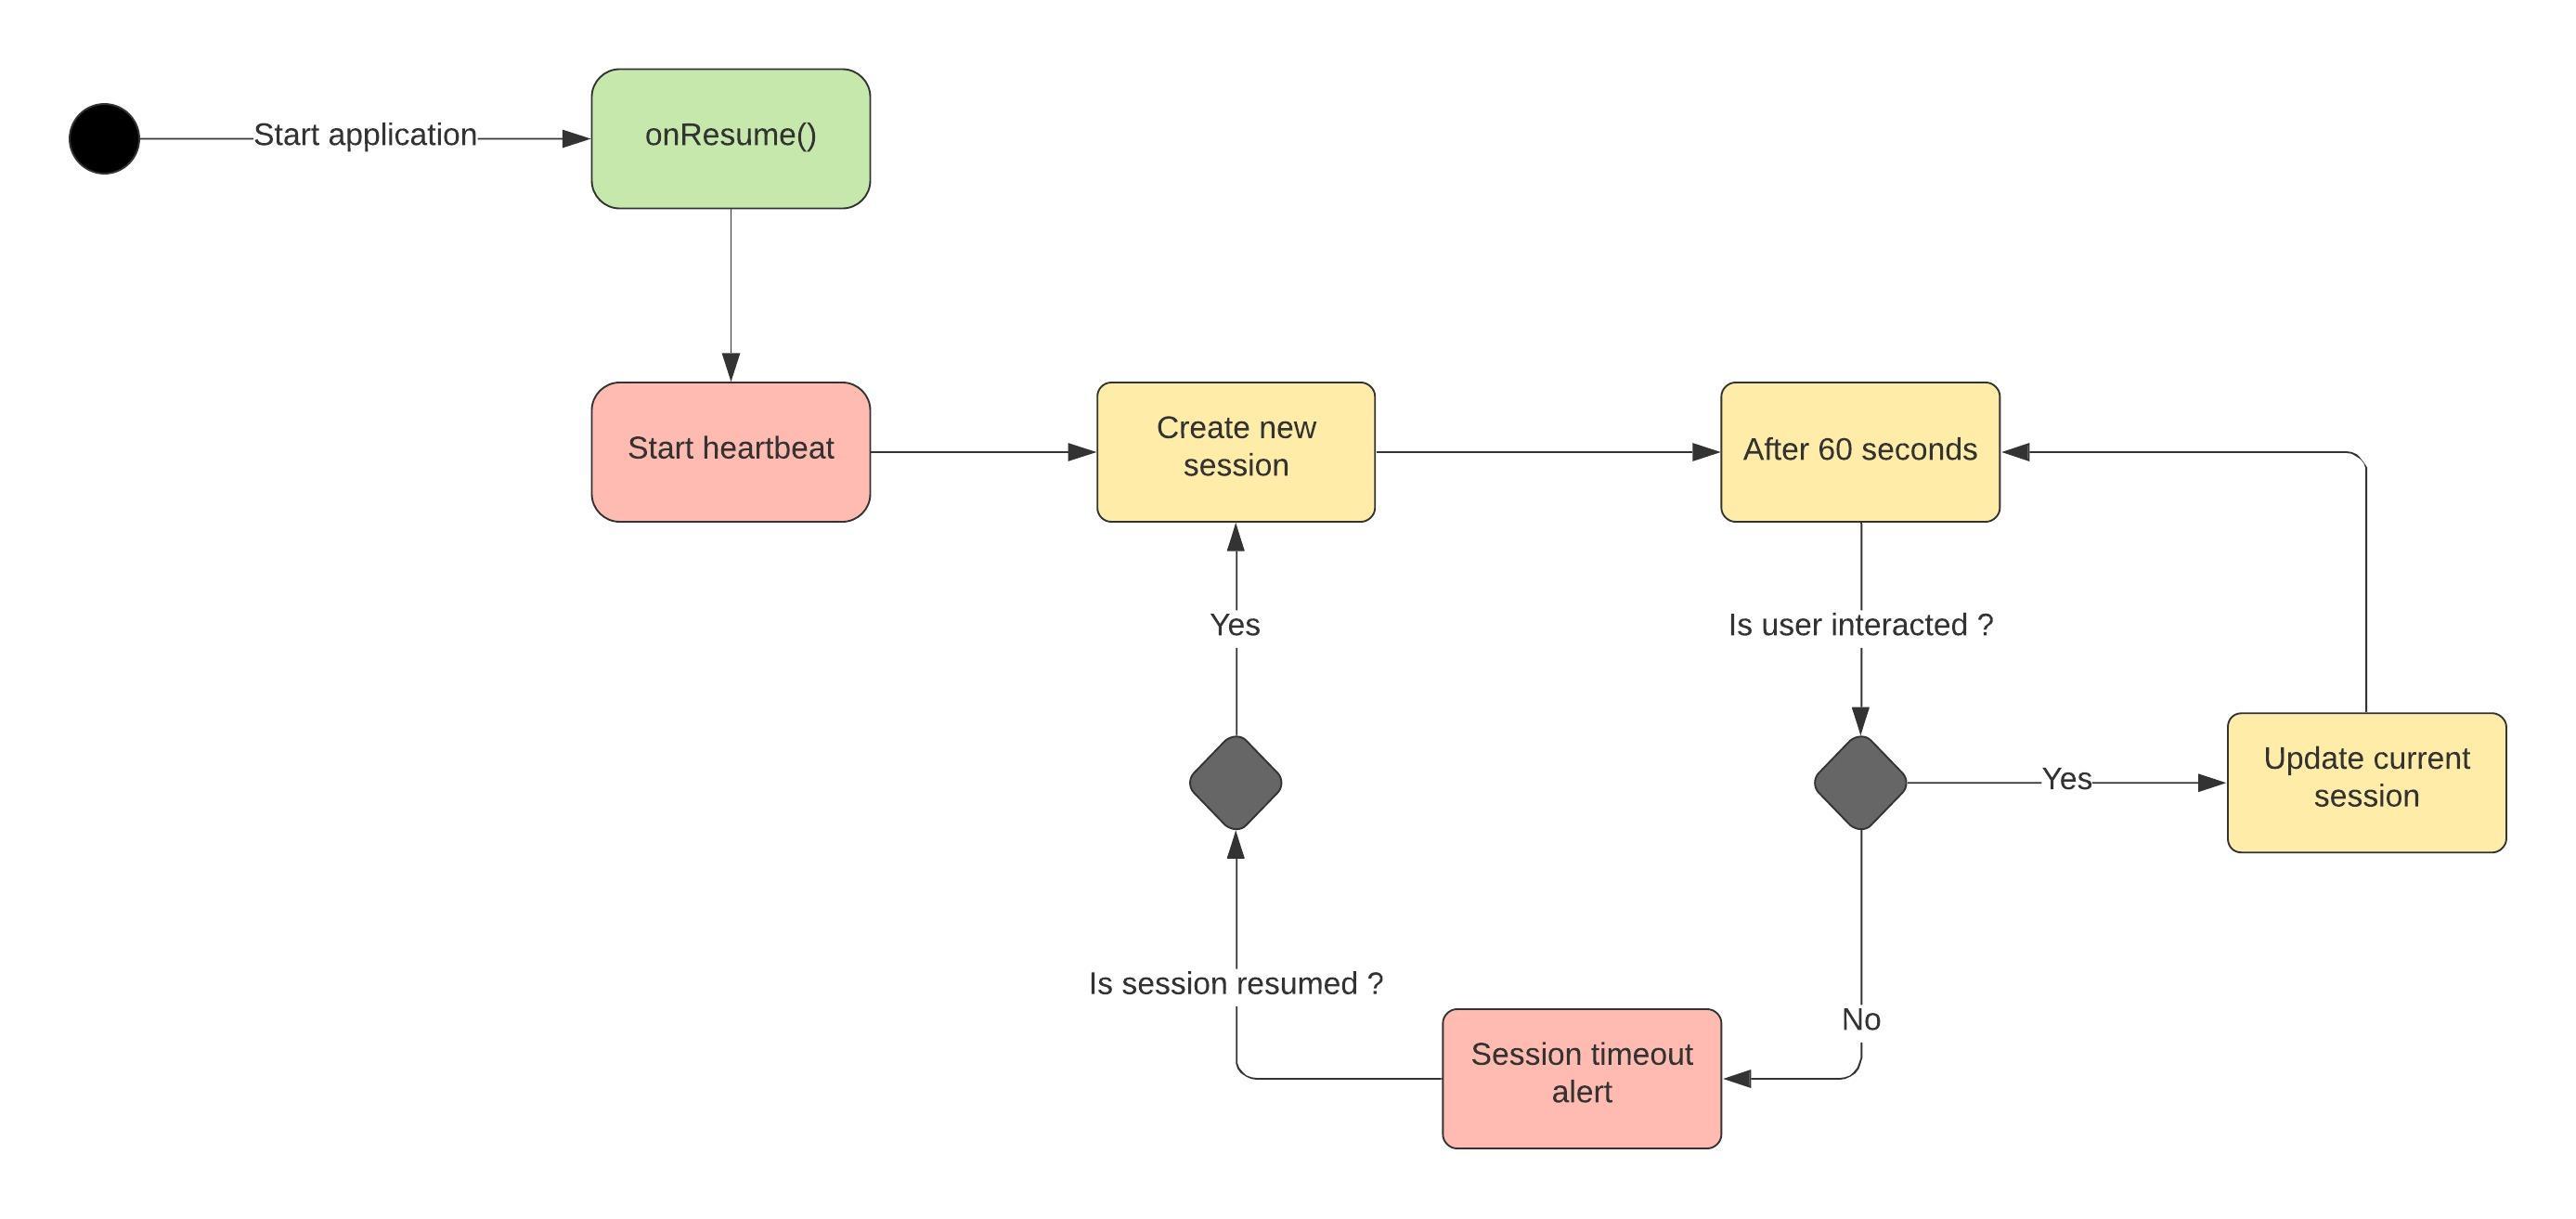 Start application
onResume()
Start heartbeat
Create new
session
After 60 seconds
Yes
Is user interacted ?
Yes
Update current
session
Is session resumed ?
No
Session timeout
alert